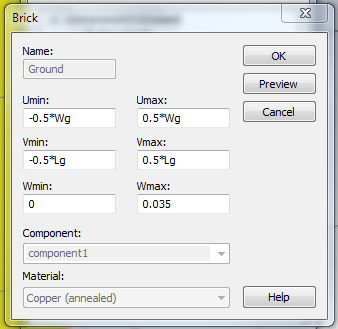 Brick
Name:
Ground
OK
Preview
Cancel
Umin: Umax:
-0.5*Wg 0.5*Wg
Vmin: Vmax:
-0.5*Lg 0.5*Lg
Wmin: Wmax:
0 0.035
Component:
component1
Material:
Copper (annealed)
Help